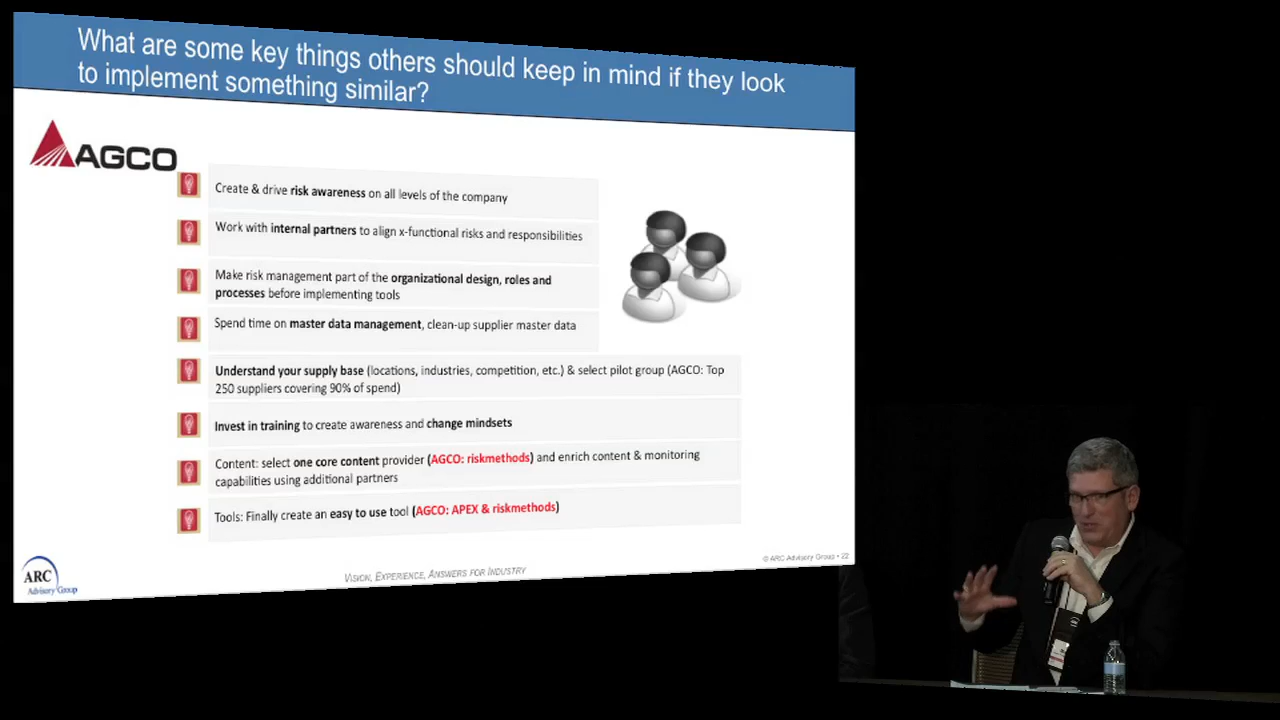 What are some key things others should keep in mind if they look
to implement something similar?
AGCO
Create & drive risk awareness on all levels of the company
Work with internal partners to align x-functional risks and responsibilities
Make risk management part of the organizational design, roles and
processes before implementing tools
Spend time on master data management, clean-up supplier master data
Understand your supply base (locations, industries, competition, etc.) & select pilot group (AGCO: Top
250 suppliers covering 90% of spend)
Invest in training to create awareness and change mindsets
Content: select one core content provider (AGCO: riskmethods) and enrich content & monitoring
capabilities using additional partners
Tools: Finally create an easy to use tool (AGCO: APEX & riskmethods)
ARC
Advisory Group
VISION, EXPERIENCE, ANSWERS FOR INDUSTRY
© ARC Advisory Group • 22